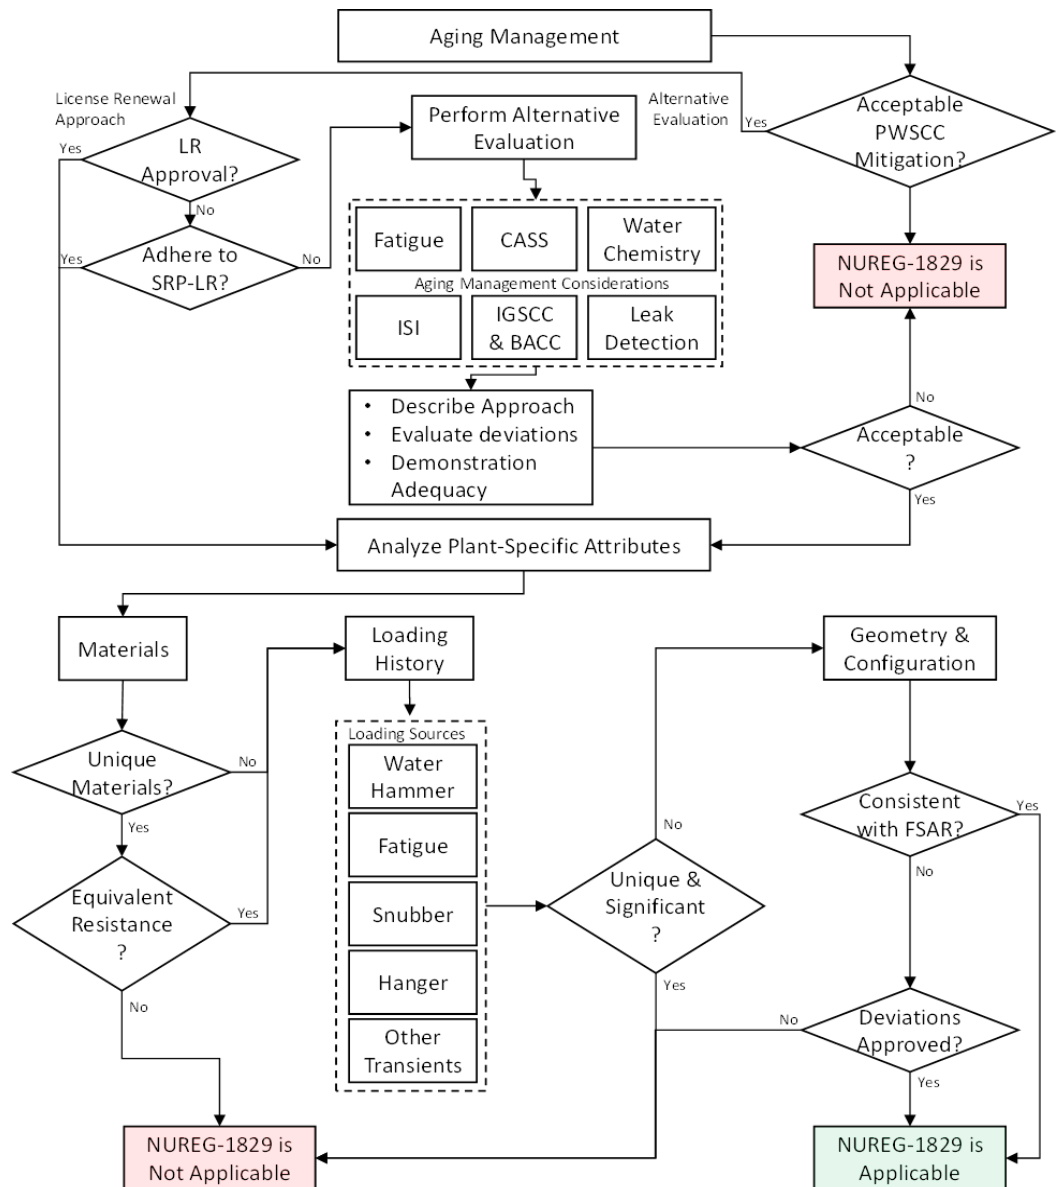 Aging Management
License Renewal
Approach
Alternative
Evaluation
Yes
Acceptable
PWSCC
Mitigation?
Perform Alternative
Evaluation
Yes
LR
Approval?
No
Yes
Adhere to
SRP-LR?
No
Fatigue
CASS
Water
Chemistry
Aging Management Considerations
ISI
IGSCC
& BACC
Leak
Detection
NUREG-1829 is
Not Applicable
• Describe Approach
• Evaluate deviations
• Demonstration
Adequacy
No
Acceptable
?
Yes
Analyze Plant-Specific Attributes
Materials
Loading
History
Geometry &
Configuration
Unique
Materials?
No
Yes
Equivalent
Resistance
?
Yes
No
Loading Sources
Water
Hammer
Fatigue
Snubber
Hanger
Other
Transients
No
Unique &
Significant
?
Yes
Consistent
with FSAR?
Yes
No
No
Deviations
Approved?
Yes
NUREG-1829 is
Not Applicable
NUREG-1829 is
Applicable